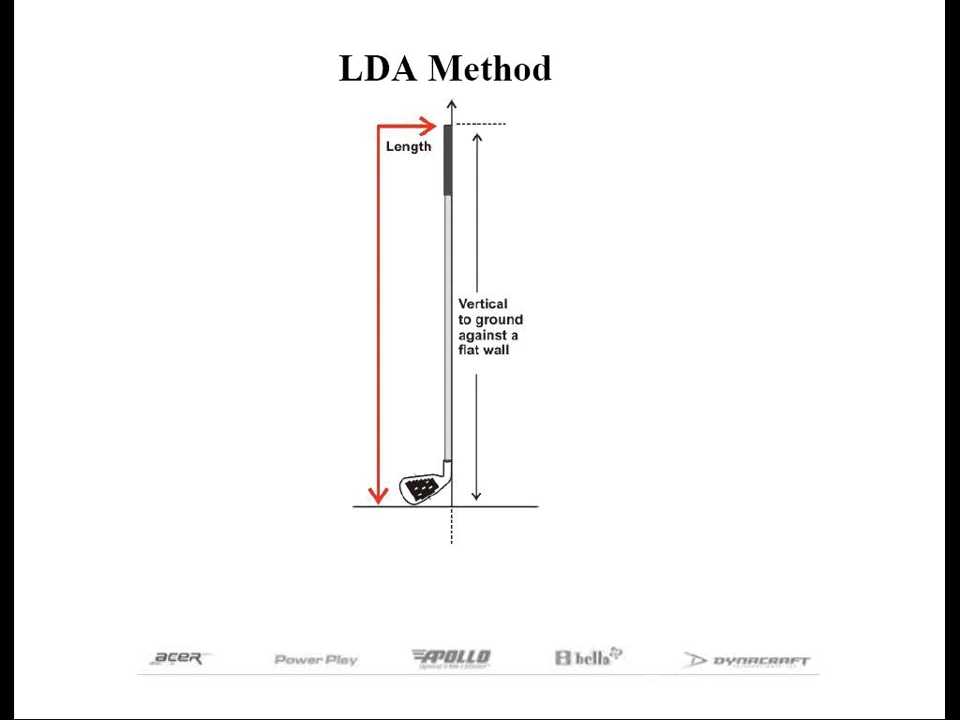 LDA Method
Length
Vertical
to ground
against a
flat wall
acer
Power Play
APOLLO
bella
DYNACRAFT